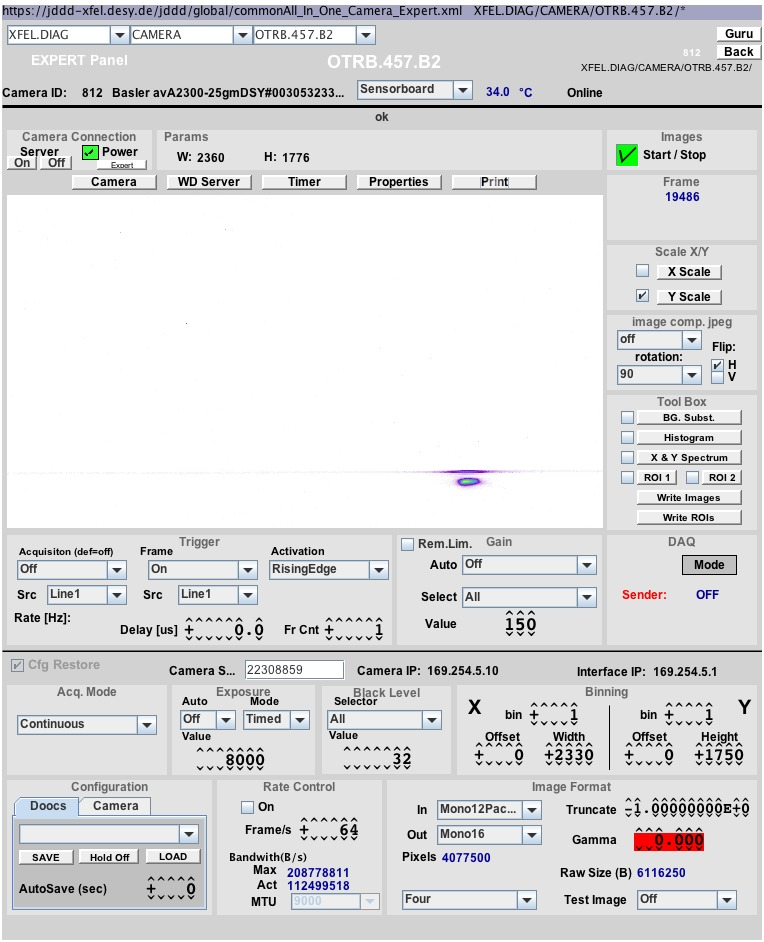 https://jddd-xfel.desy.de/jddd/global/commonAll_In_One_Camera_Expert.xml XFEL.DIAG/CAMERA/OTRB.457.B2/*
XFEL.DIAG CAMERA OTRB.457.B2 Guru
EXPERT Panel OTRB.457.B2 812 Back
XFEL.DIAG/CAMERA/OTRB.457.B2/
Camera ID: 812 Basler avA2300-25gmDSY#003053233... Sensorboard 34.0 °C Online
ok
Camera Connection Params Images
Server Power W: 2360 H: 1776 Start / Stop
On Off Expert
Camera WD Server Timer Properties Print Frame
19486
Scale X/Y
X Scale
Y Scale
image comp. jpeg
off Flip:
rotation: H
90 V
Tool Box
BG. Subst.
Histogram
X & Y Spectrum
ROI 1 ROI 2
Write Images
Write ROIs
Trigger Rem.Lim. Gain DAQ
Acquisiton (def=off) Frame Activation
Off On RisingEdge Auto Off Mode
Src Line1 Src Line1 Select All Sender: OFF
Rate [Hz]:
Delay [us] + 0.0 Fr Cnt + 1 Value 150
Cfg Restore Camera S... 22308859 Camera IP: 169.254.5.10 Interface IP: 169.254.5.1
Acq. Mode Exposure Black Level Binning
Auto Mode Selector X Y
Continuous Off Timed All bin + 1 bin + 1
Value Value Offset Width Offset Height
8000 32 + 0 +2330 + 0 +1750
Configuration Rate Control Image Format
Doocs Camera On In Mono12Pac... Truncate -1.00000000E+0
Frame/s + 64 Out Mono16 Gamma 0.000
SAVE Hold Off LOAD Bandwith(B/s) Pixels 4077500
Max 208778811 Raw Size (B) 6116250
AutoSave (sec) + 0 Act 112499518
MTU 9000 Four Test Image Off